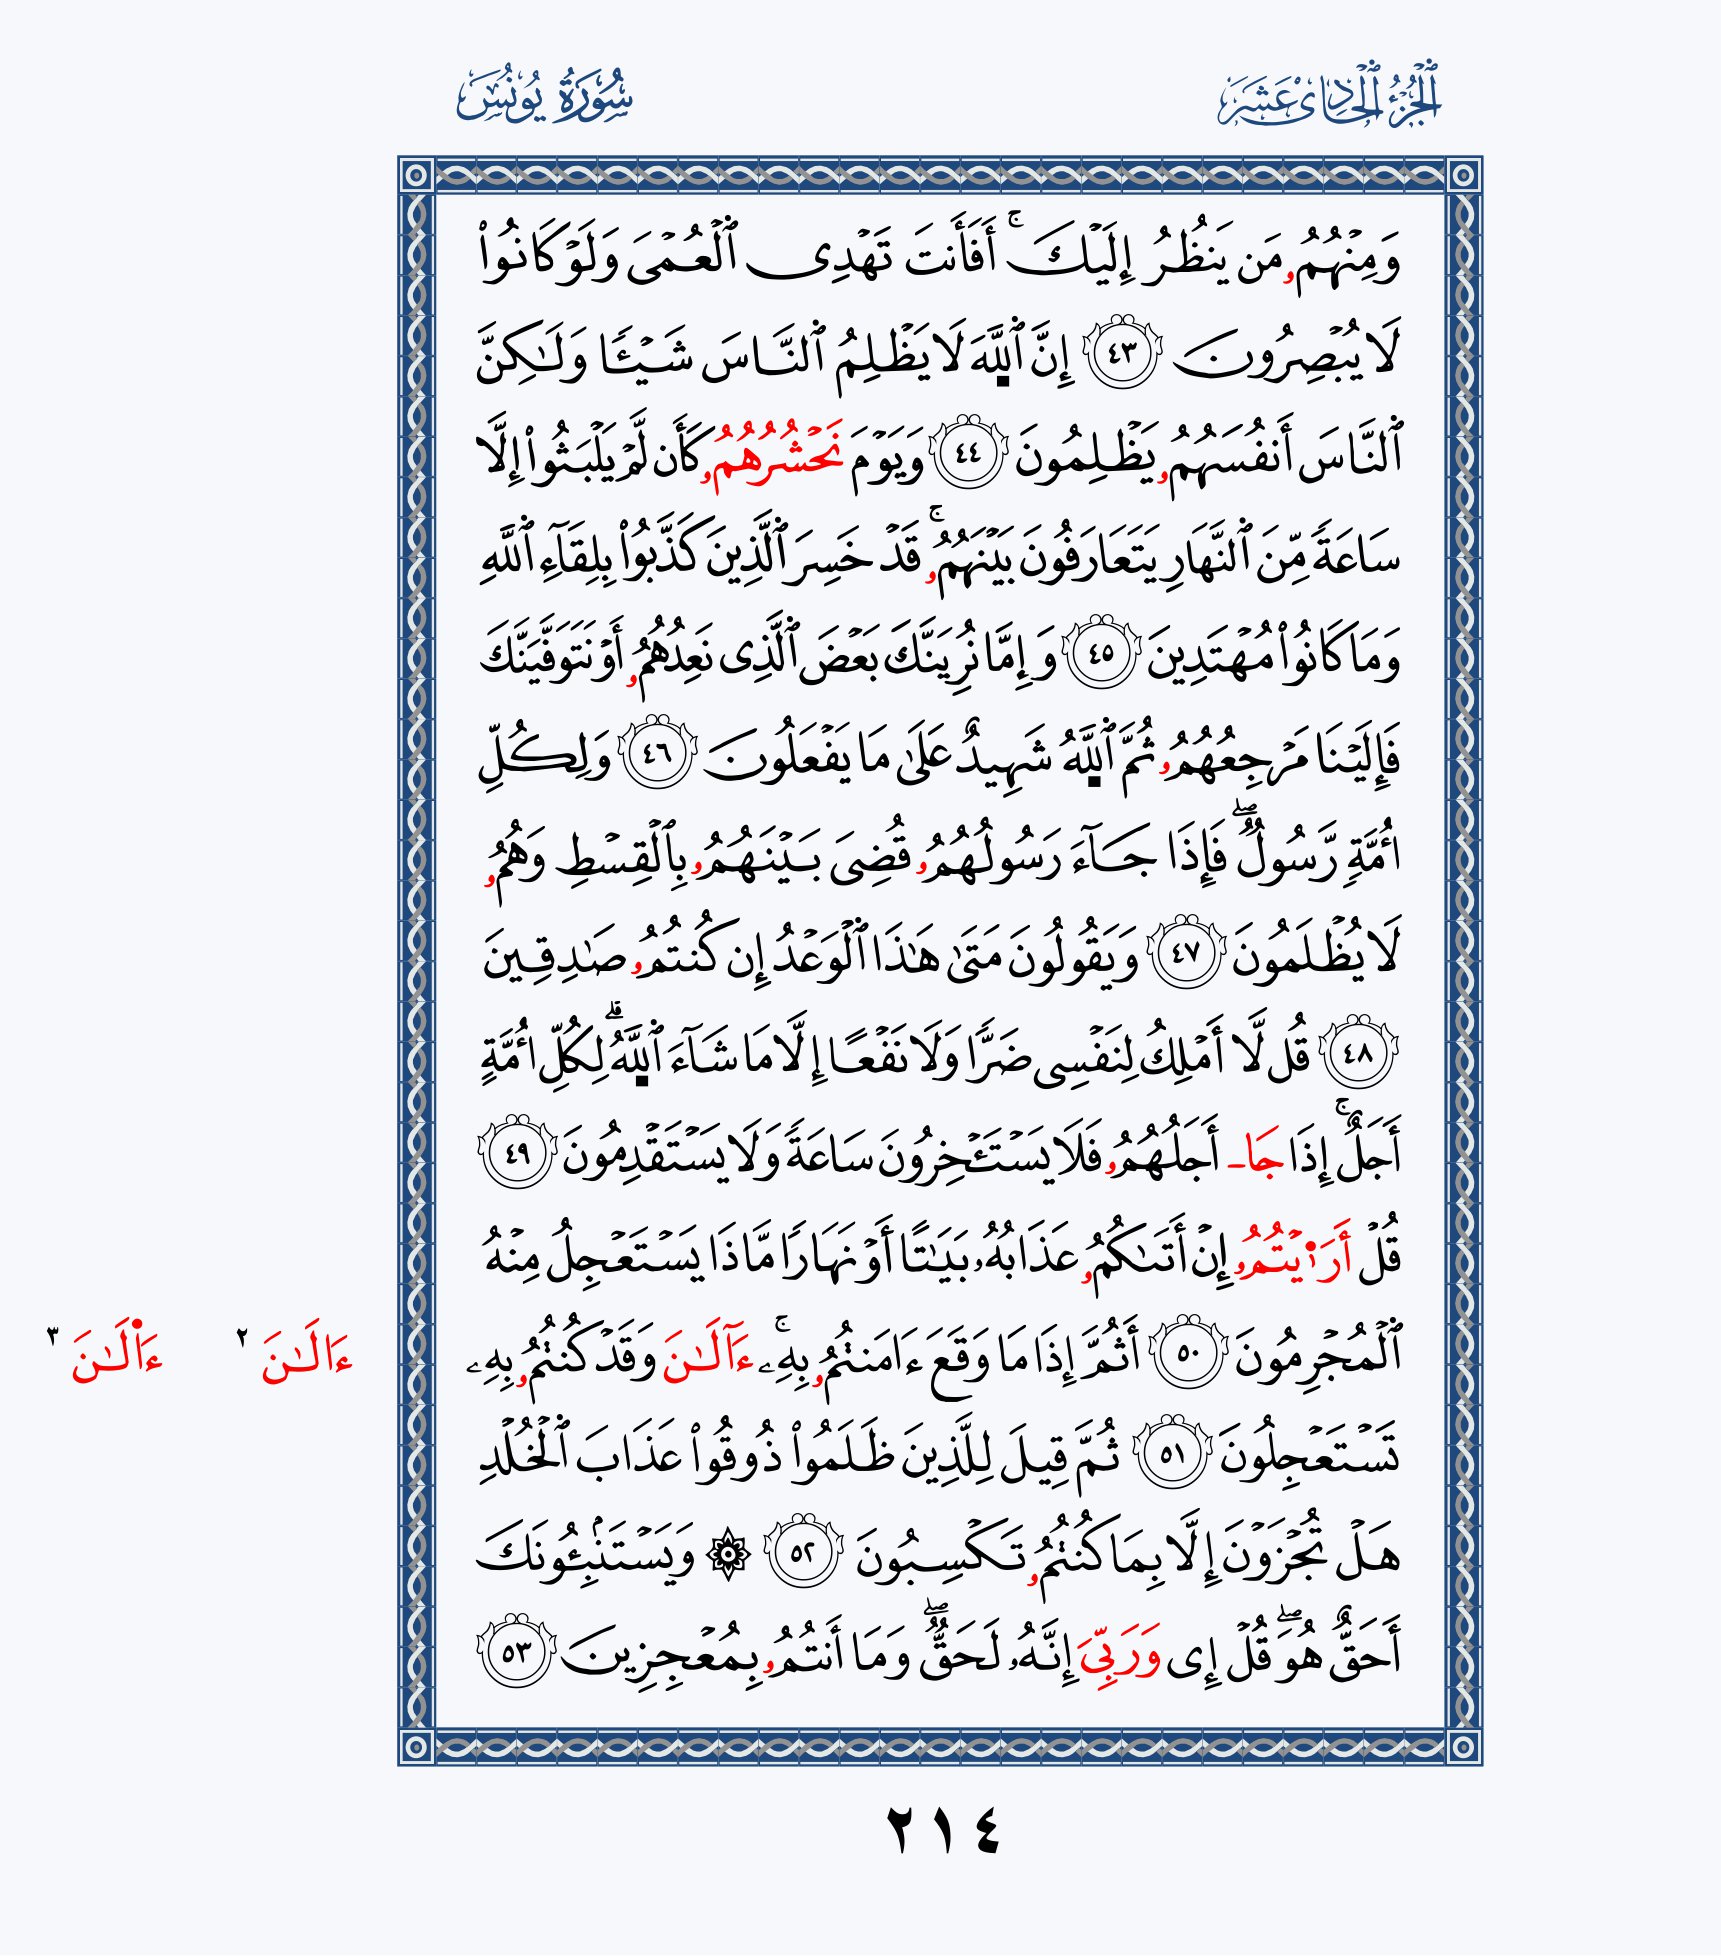 ٱلْجُزْءُ ٱلْحَادِيَ عَشَرَ
سُورَةُ يُونُسَ
وَمِنْهُمُۥ مَن يَنظُرُ إِلَيْكَ ۚ أَفَأَنتَ تَهْدِى ٱلْعُمْىَ وَلَوْ كَانُوا۟
لَا يُبْصِرُونَ ٤٣ إِنَّ ٱللَّهَ لَا يَظْلِمُ ٱلنَّاسَ شَيْـًٔا وَلَـٰكِنَّ
ٱلنَّاسَ أَنفُسَهُمُۥ يَظْلِمُونَ ٤٤ وَيَوْمَ نَحْشُرُهُمُۥ كَأَن لَّمْ يَلْبَثُوا۟ إِلَّا
سَاعَةً مِّنَ ٱلنَّهَارِ يَتَعَارَفُونَ بَيْنَهُمُۥ ۚ قَدْ خَسِرَ ٱلَّذِينَ كَذَّبُوا۟ بِلِقَآءِ ٱللَّهِ
وَمَا كَانُوا۟ مُهْتَدِينَ ٤٥ وَإِمَّا نُرِيَنَّكَ بَعْضَ ٱلَّذِى نَعِدُهُمُۥ أَوْ نَتَوَفَّيَنَّكَ
فَإِلَيْنَا مَرْجِعُهُمُۥ ثُمَّ ٱللَّهُ شَهِيدٌ عَلَىٰ مَا يَفْعَلُونَ ٤٦ وَلِكُلِّ
أُمَّةٍ رَّسُولٌ ۖ فَإِذَا جَآءَ رَسُولُهُمُۥ قُضِىَ بَيْنَهُمُۥ بِٱلْقِسْطِ وَهُمُۥ
لَا يُظْلَمُونَ ٤٧ وَيَقُولُونَ مَتَىٰ هَـٰذَا ٱلْوَعْدُ إِن كُنتُمُۥ صَـٰدِقِينَ
٤٨ قُل لَّا أَمْلِكُ لِنَفْسِى ضَرًّا وَلَا نَفْعًا إِلَّا مَا شَآءَ ٱللَّهُ ۗ لِكُلِّ أُمَّةٍ
أَجَلٌ ۚ إِذَا جَا أَجَلُهُمُۥ فَلَا يَسْتَـْٔخِرُونَ سَاعَةً وَلَا يَسْتَقْدِمُونَ ٤٩
قُلْ أَرَٰٓيْتُمُۥ إِنْ أَتَىٰكُمُۥ عَذَابُهُۥ بَيَـٰتًا أَوْ نَهَارًا مَّاذَا يَسْتَعْجِلُ مِنْهُ
ٱلْمُجْرِمُونَ ٥٠ أَثُمَّ إِذَا مَا وَقَعَ ءَامَنتُمُۥ بِهِۦ ۚ ءَآلَـٰنَ وَقَدْ كُنتُمُۥ بِهِۦ
ءَالَـٰنَ ٢ ءَا۬لَـٰنَ ٣
تَسْتَعْجِلُونَ ٥١ ثُمَّ قِيلَ لِلَّذِينَ ظَلَمُوا۟ ذُوقُوا۟ عَذَابَ ٱلْخُلْدِ
هَلْ تُجْزَوْنَ إِلَّا بِمَا كُنتُمُۥ تَكْسِبُونَ ٥٢ ۞ وَيَسْتَنۢبِـُٔونَكَ
أَحَقٌّ هُوَ ۖ قُلْ إِى وَرَبِّىَ إِنَّهُۥ لَحَقٌّ ۖ وَمَا أَنتُمُۥ بِمُعْجِزِينَ ٥٣
٢١٤